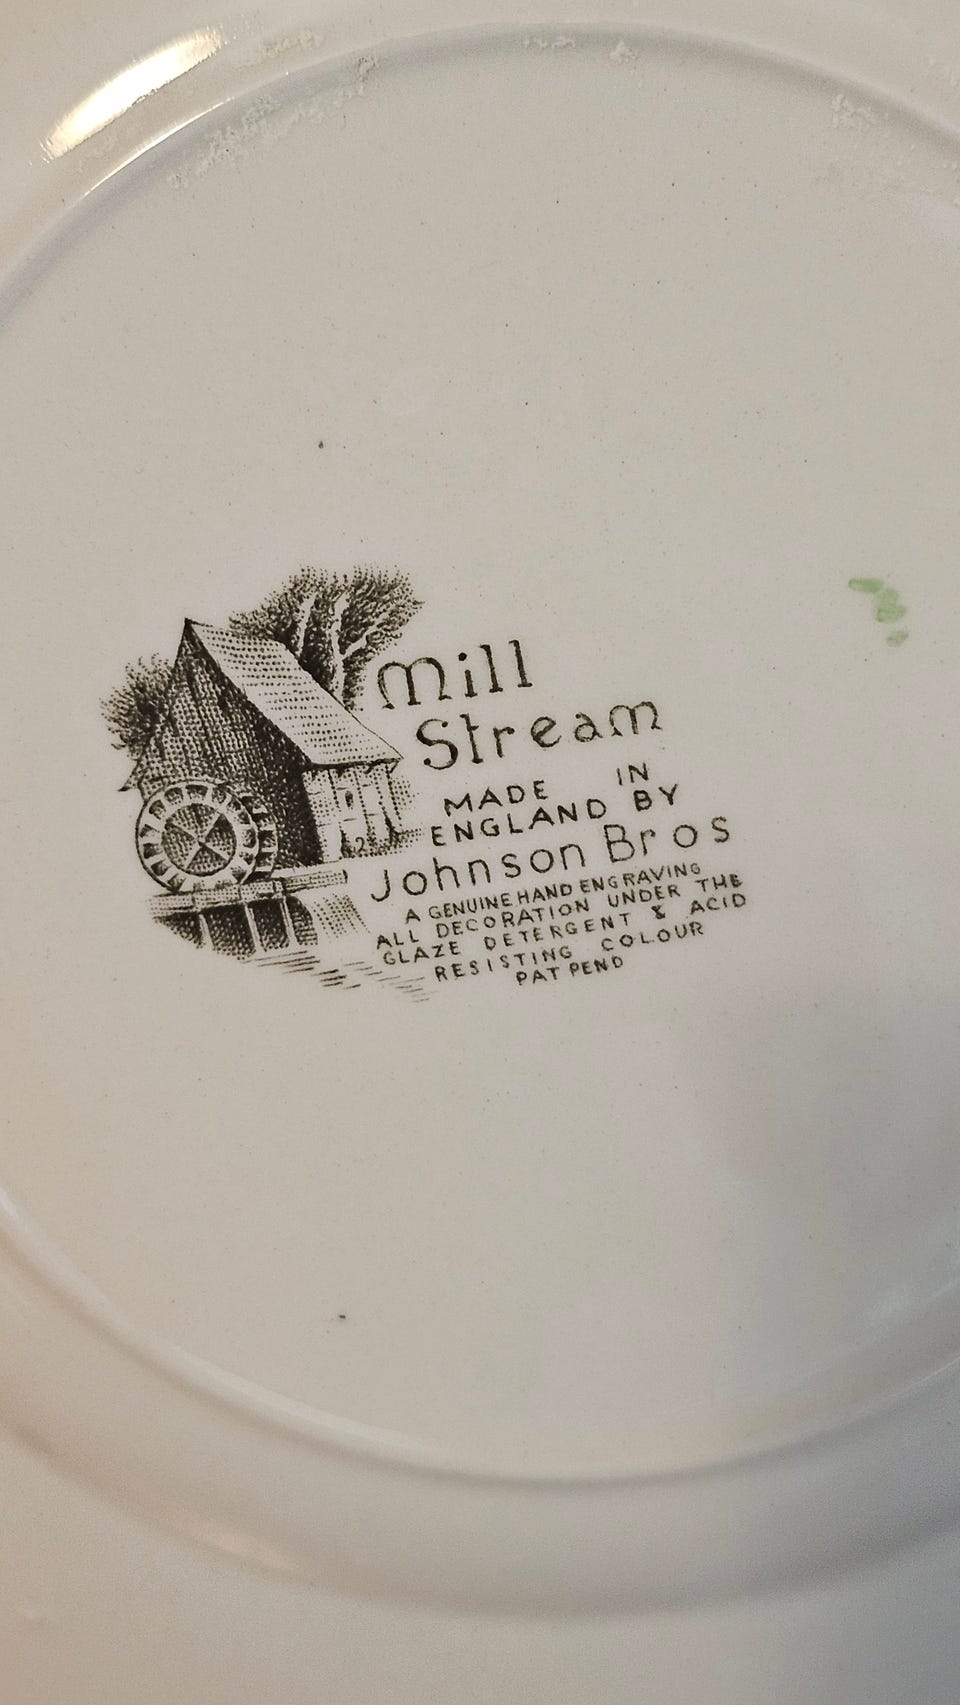 Mill
Stream
MADE IN
ENGLAND BY
Johnson Bros
A GENUINE HAND ENGRAVING
ALL DECORATION UNDER THE
GLAZE DETERGENT & ACID
RESISTING COLOUR
PAT PEND